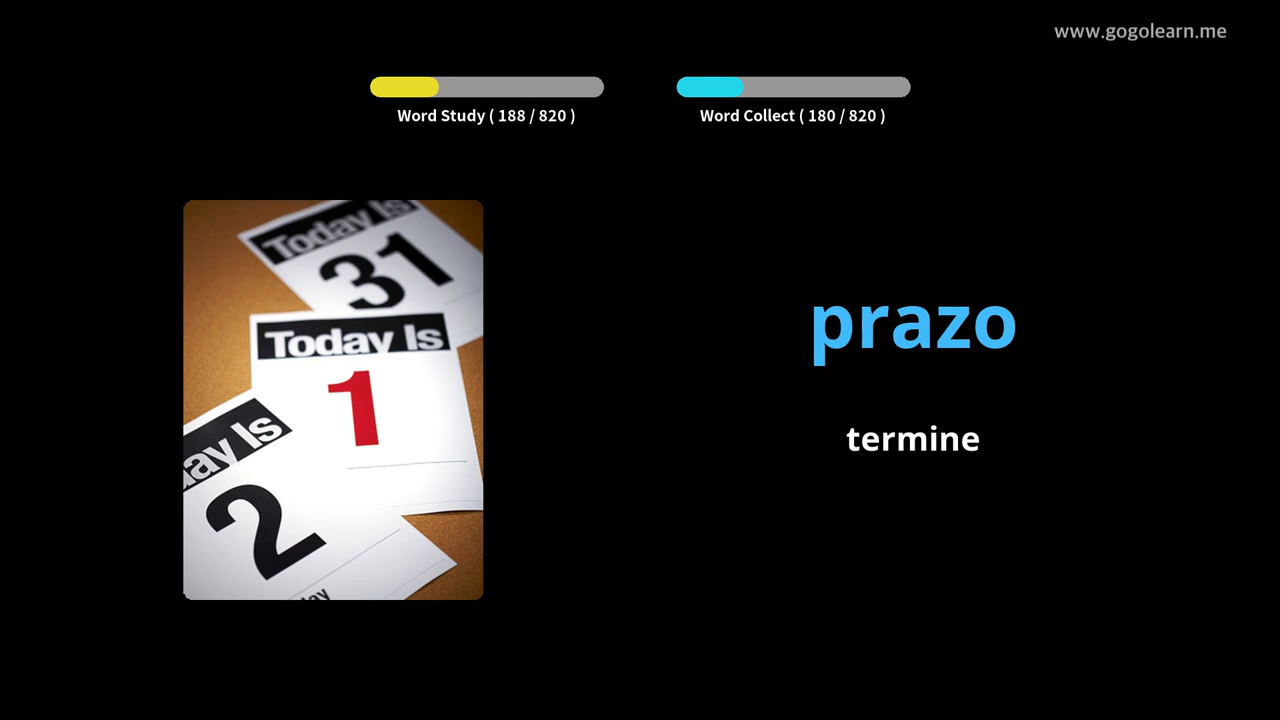 www.gogolearn.me
Word Study ( 188 / 820 )
Word Collect ( 180 / 820 )
Today Is
31
Today Is
1
day Is
2
prazo
termine